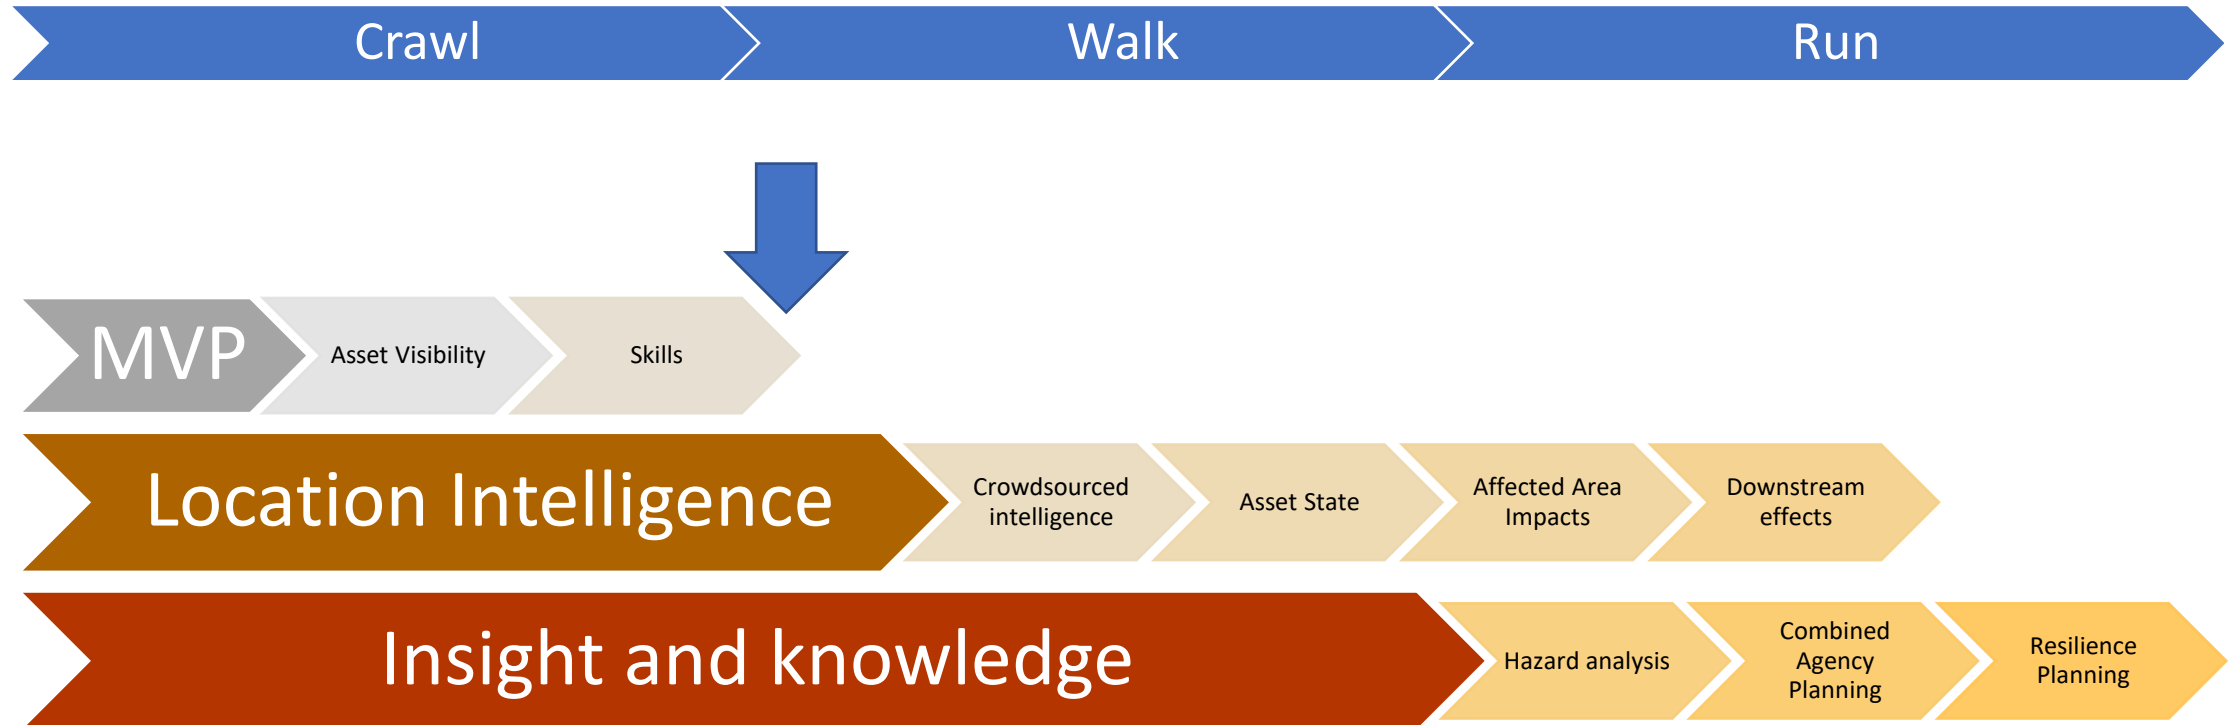 Crawl
Walk
Run
MVP
Asset Visibility
Skills
Location Intelligence
Crowdsourced
intelligence
Asset State
Affected Area
Impacts
Downstream
effects
Insight and knowledge
Hazard analysis
Combined
Agency
Planning
Resilience
Planning